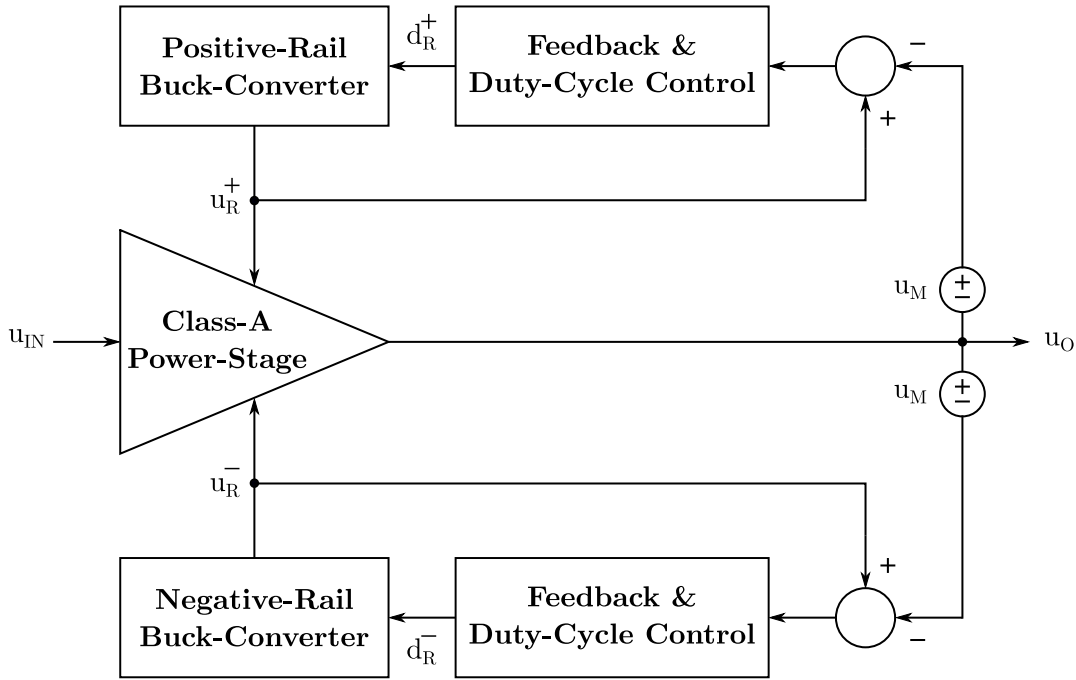 Positive-Rail
Buck-Converter
d_R^+
Feedback &
Duty-Cycle Control
−
+
u_R^+
u_M
+
−
Class-A
Power-Stage
u_IN
u_O
u_M
+
−
u_R^−
+
−
Negative-Rail
Buck-Converter
d_R^−
Feedback &
Duty-Cycle Control